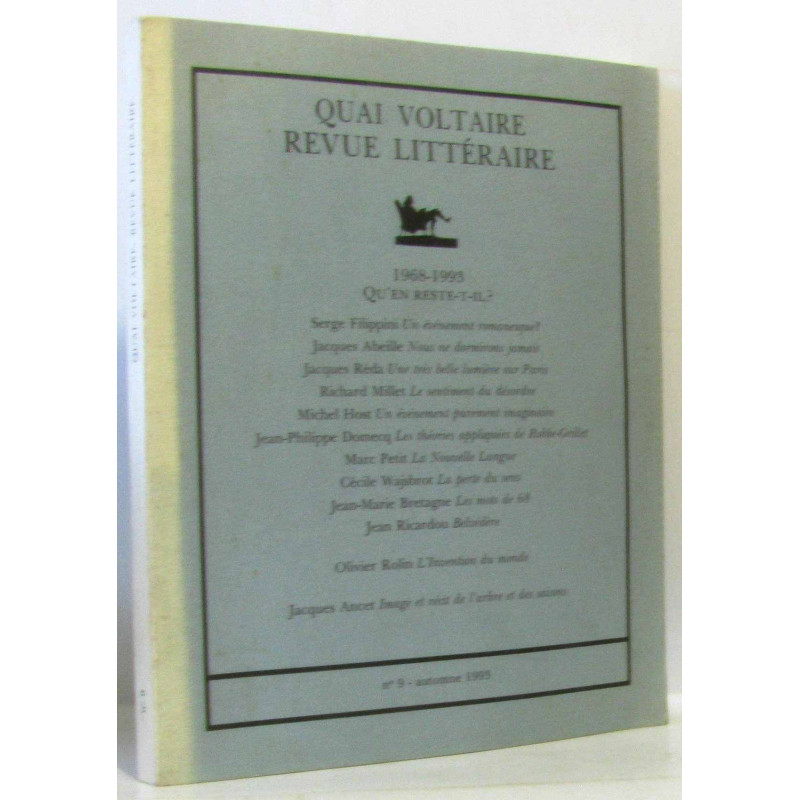 QUAI VOLTAIRE
REVUE LITTÉRAIRE
1968-1993
QU'EN RESTE-T-IL?
Serge Filippini Un événement romanesque?
Jacques Abeille Nous ne dormirons jamais
Jacques Réda Une très belle lumière sur Paris
Richard Millet Le sentiment du désordre
Michel Host Un événement purement imaginaire
Jean-Philippe Domecq Les théories appliquées de Robbe-Grillet
Marc Petit La Nouvelle Langue
Cécile Wajsbrot La perte du sens
Jean-Marie Bretagne Les mots de 68
Jean Ricardou Belvédère
Olivier Rolin L'Invention du monde
Jacques Ancet Image et récit de l'arbre et des saisons
n° 9 - automne 1993
QUAI VOLTAIRE, REVUE LITTÉRAIRE